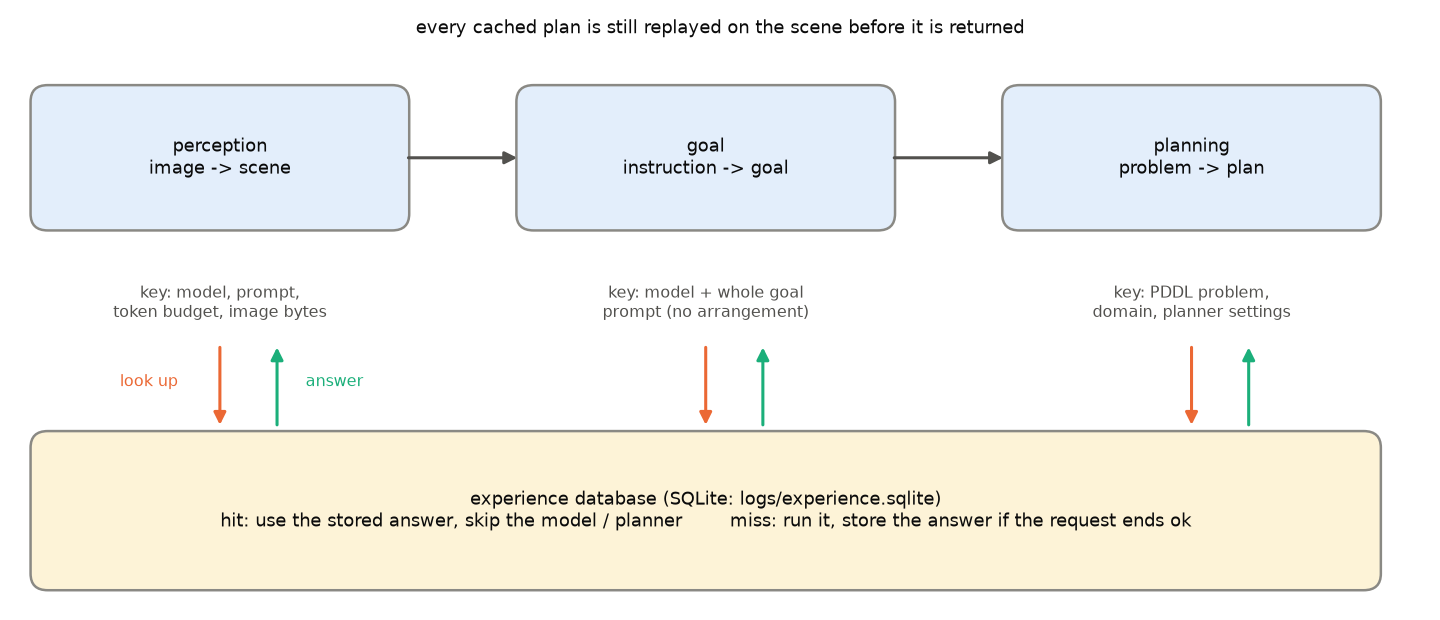 every cached plan is still replayed on the scene before it is returned
perception
image -> scene
goal
instruction -> goal
planning
problem -> plan
key: model, prompt,
token budget, image bytes
key: model + whole goal
prompt (no arrangement)
key: PDDL problem,
domain, planner settings
look up
answer
experience database (SQLite: logs/experience.sqlite)
hit: use the stored answer, skip the model / planner miss: run it, store the answer if the request ends ok